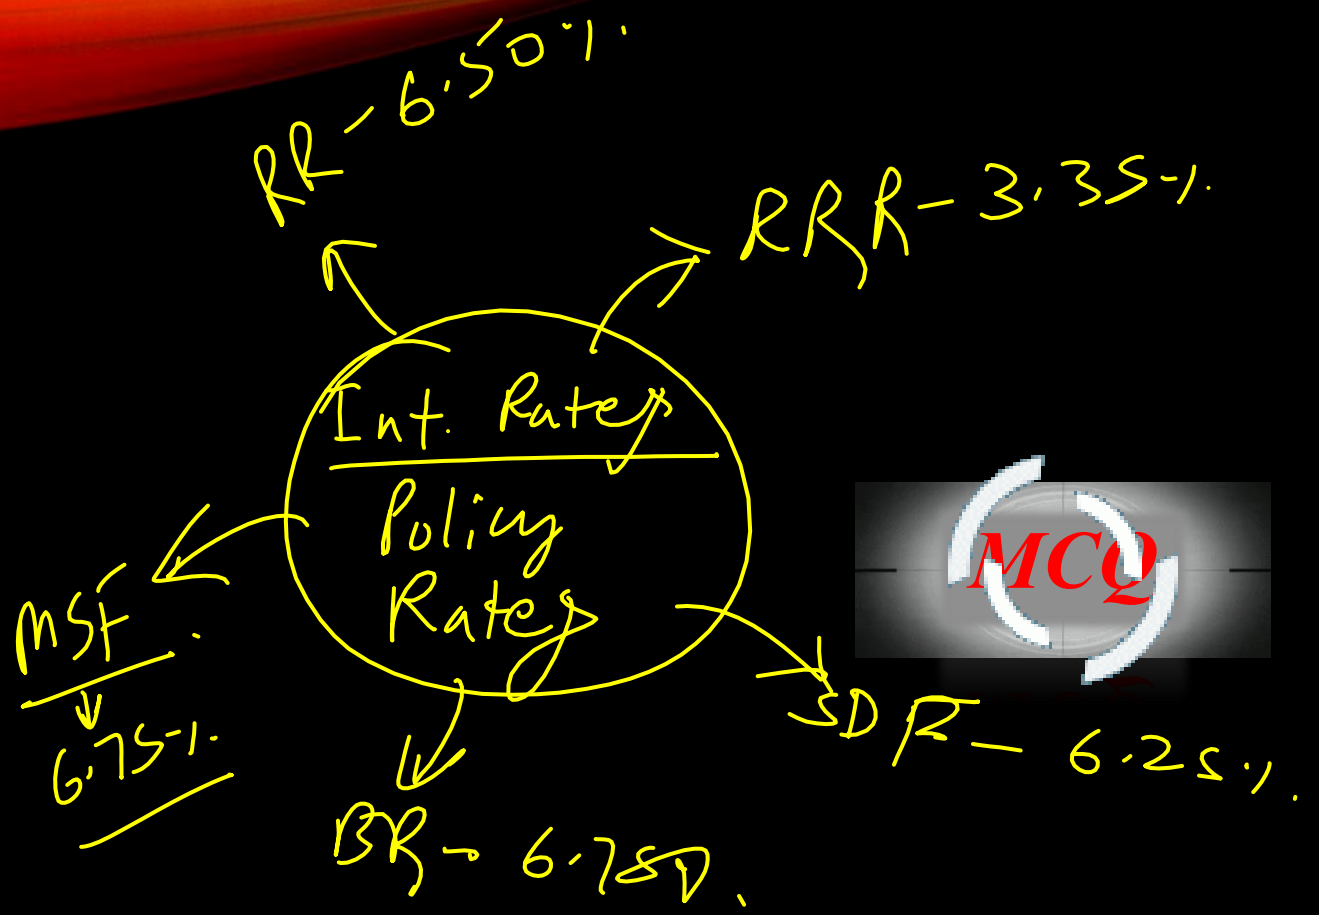 RR - 6.50%.
RRR - 3.35%.
Int. Rates
Policy
Rates
MCQ
MSF
6.75%.
SDF - 6.25%.
BR - 6.75%.